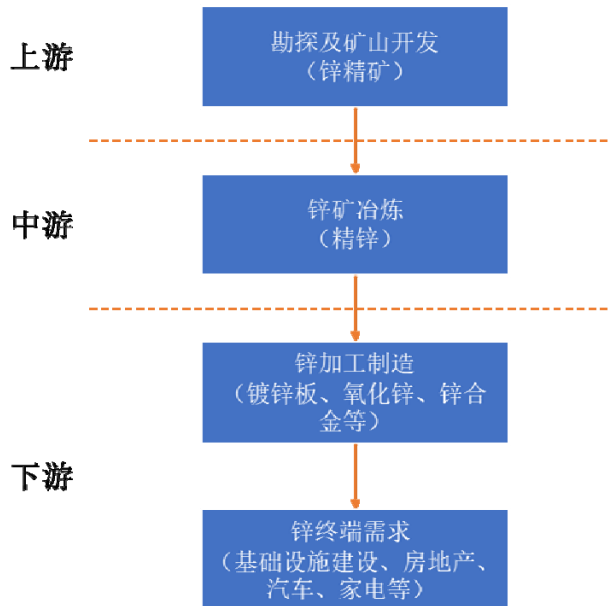 上游
勘探及矿山开发
（锌精矿）
中游
锌矿冶炼
（精锌）
锌加工制造
（镀锌板、氧化锌、锌合
金等）
下游
锌终端需求
（基础设施建设、房地产、
汽车、家电等）